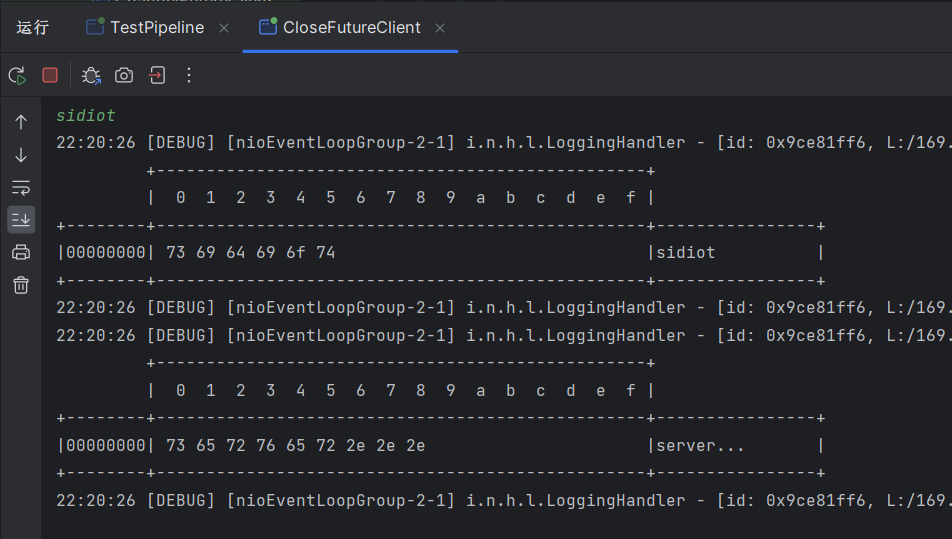 运行 TestPipeline × CloseFutureClient ×
sidiot
22:20:26 [DEBUG] [nioEventLoopGroup-2-1] i.n.h.l.LoggingHandler - [id: 0x9ce81ff6, L:/169.
         +-------------------------------------------------+
         |  0  1  2  3  4  5  6  7  8  9  a  b  c  d  e  f |
+--------+-------------------------------------------------+----------------+
|00000000| 73 69 64 69 6f 74                               |sidiot          |
+--------+-------------------------------------------------+----------------+
22:20:26 [DEBUG] [nioEventLoopGroup-2-1] i.n.h.l.LoggingHandler - [id: 0x9ce81ff6, L:/169.
22:20:26 [DEBUG] [nioEventLoopGroup-2-1] i.n.h.l.LoggingHandler - [id: 0x9ce81ff6, L:/169.
         +-------------------------------------------------+
         |  0  1  2  3  4  5  6  7  8  9  a  b  c  d  e  f |
+--------+-------------------------------------------------+----------------+
|00000000| 73 65 72 76 65 72 2e 2e 2e                      |server...       |
+--------+-------------------------------------------------+----------------+
22:20:26 [DEBUG] [nioEventLoopGroup-2-1] i.n.h.l.LoggingHandler - [id: 0x9ce81ff6, L:/169.